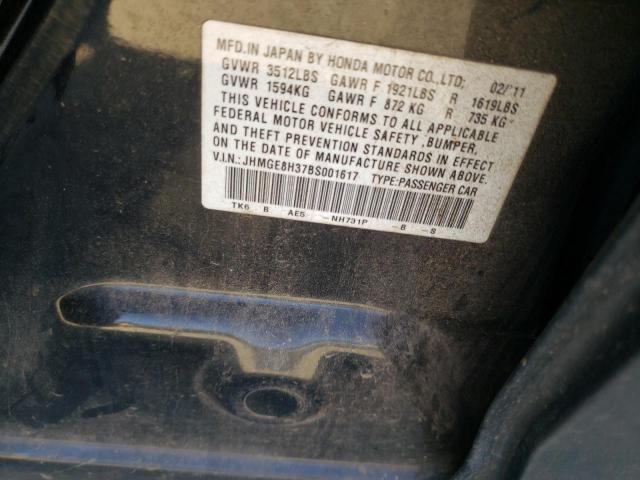 MFD.IN JAPAN BY HONDA MOTOR CO.,LTD. 02/'11
GVWR 3512LBS GAWR F 1921LBS R 1619LBS
GVWR 1594KG GAWR F 872 KG R 735 KG
THIS VEHICLE CONFORMS TO ALL APPLICABLE
FEDERAL MOTOR VEHICLE SAFETY ,BUMPER,
AND THEFT PREVENTION STANDARDS IN EFFECT
ON THE DATE OF MANUFACTURE SHOWN ABOVE.
V.I.N.: JHMGE8H37BS001617 TYPE:PASSENGER CAR
TK6 B AE5 -NH731P -B -S